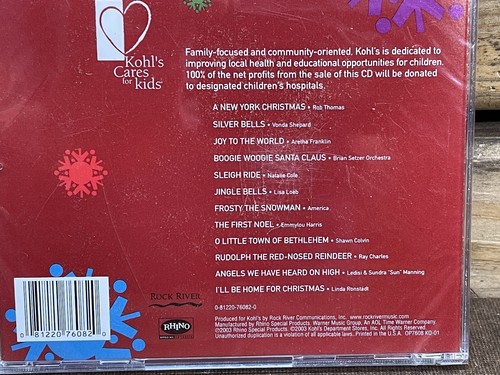 Kohl's
Cares
for
kids®
Family-focused and community-oriented, Kohl's is dedicated to
improving local health and educational opportunities for children.
100% of the net profits from the sale of this CD will be donated
to designated children's hospitals.
A NEW YORK CHRISTMAS • Rob Thomas
SILVER BELLS • Vonda Shepard
JOY TO THE WORLD • Aretha Franklin
BOOGIE WOOGIE SANTA CLAUS • Brian Setzer Orchestra
SLEIGH RIDE • Natalie Cole
JINGLE BELLS • Lisa Loeb
FROSTY THE SNOWMAN • America
THE FIRST NOEL • Emmylou Harris
O LITTLE TOWN OF BETHLEHEM • Shawn Colvin
RUDOLPH THE RED-NOSED REINDEER • Ray Charles
ANGELS WE HAVE HEARD ON HIGH • Ledisi & Sundra "Sun" Manning
I'LL BE HOME FOR CHRISTMAS • Linda Ronstadt
0-81220-76082-0
Produced for Kohl's by Rock River Communications, Inc. www.rockrivermusic.com
Manufactured by Rhino Special Products. Warner Music Group. An AOL Time Warner Company
©2003 Rhino Special Products. ©2003 Kohl's Department Stores, Inc. All Rights Reserved.
Unauthorized duplication is a violation of all applicable laws. Printed in the U.S.A. OP7608 KO-01
ROCK RIVER
RHINO
0 81220 76082 0